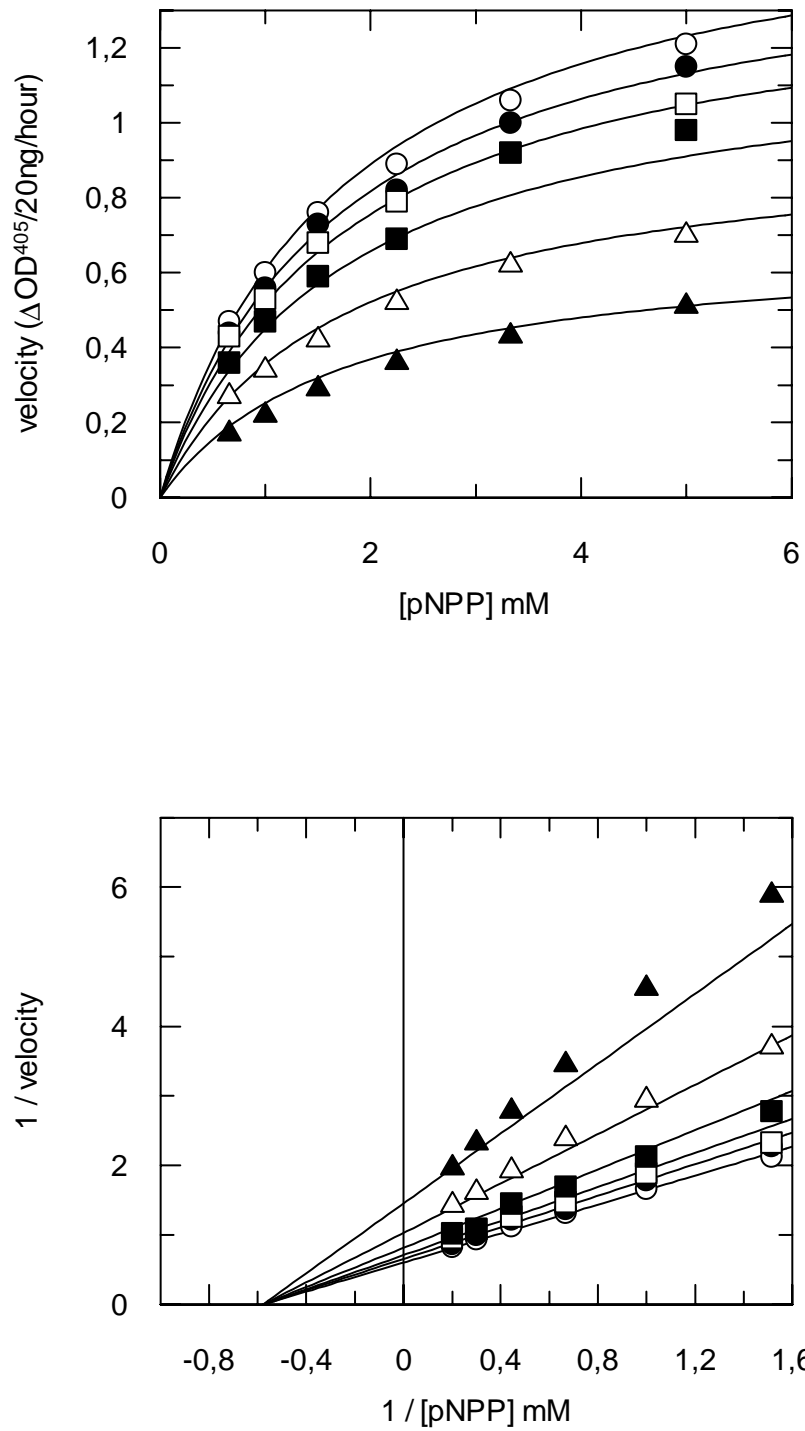 1,2
1
0,8
0,6
0,4
0,2
0
velocity (ΔOD⁴⁰⁵/20ng/hour)
0 2 4 6
[pNPP] mM
6
4
2
0
1 / velocity
-0,8 -0,4 0 0,4 0,8 1,2 1,6
1 / [pNPP] mM